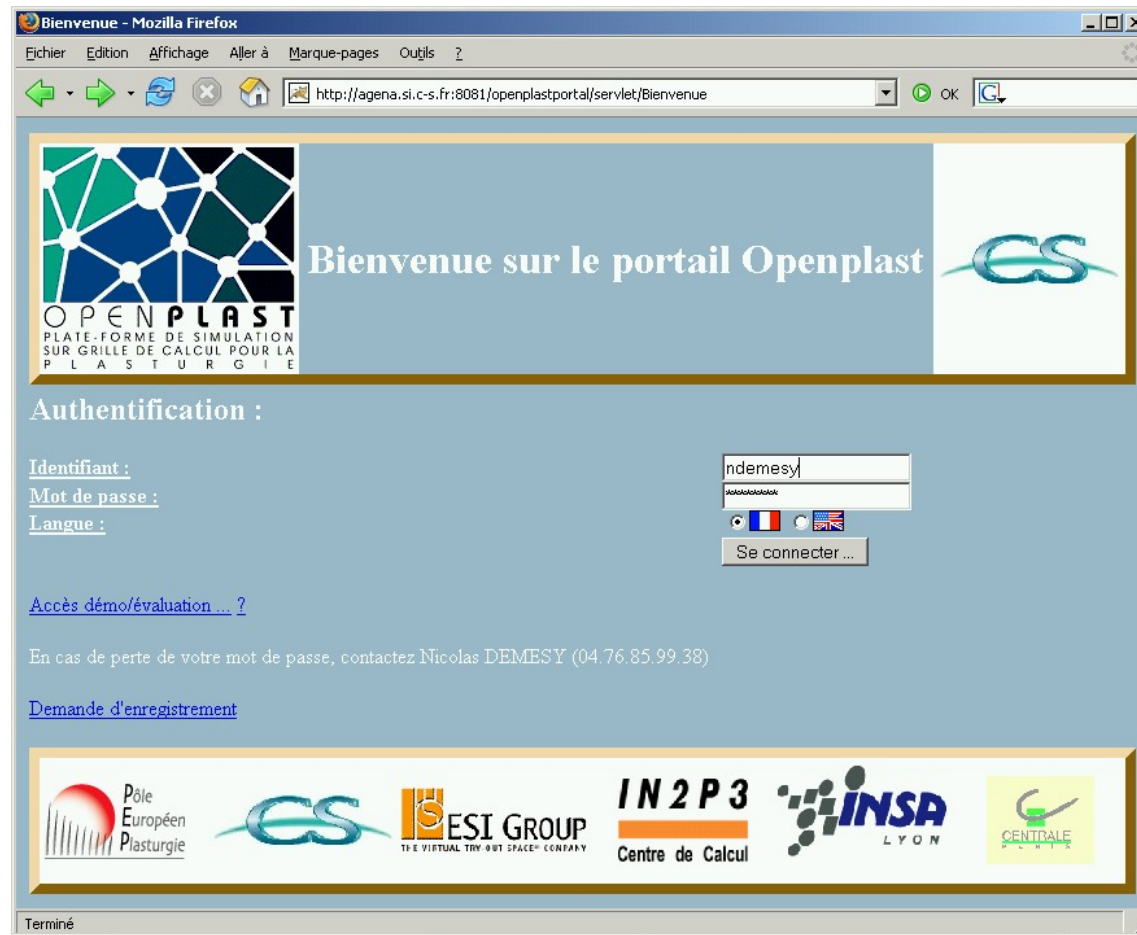 Bienvenue - Mozilla Firefox
Fichier Edition Affichage Aller à Marque-pages Outils ?
http://agena.si.c-s.fr:8081/openplastportal/servlet/Bienvenue OK G
OPENPLAST
PLATE-FORME DE SIMULATION
SUR GRILLE DE CALCUL POUR LA
PLASTURGIE
Bienvenue sur le portail Openplast
CS
Authentification :
Identifiant : ndemesy
Mot de passe : *********
Langue :
Se connecter ...
Accès démo/évaluation ... ?
En cas de perte de votre mot de passe, contactez Nicolas DEMESY (04.76.85.99.38)
Demande d'enregistrement
Pôle
Européen
Plasturgie
CS
ESI GROUP
THE VIRTUAL TRY-OUT SPACE® COMPANY
IN2P3
Centre de Calcul
INSA
LYON
CENTRALE
PARIS
Terminé